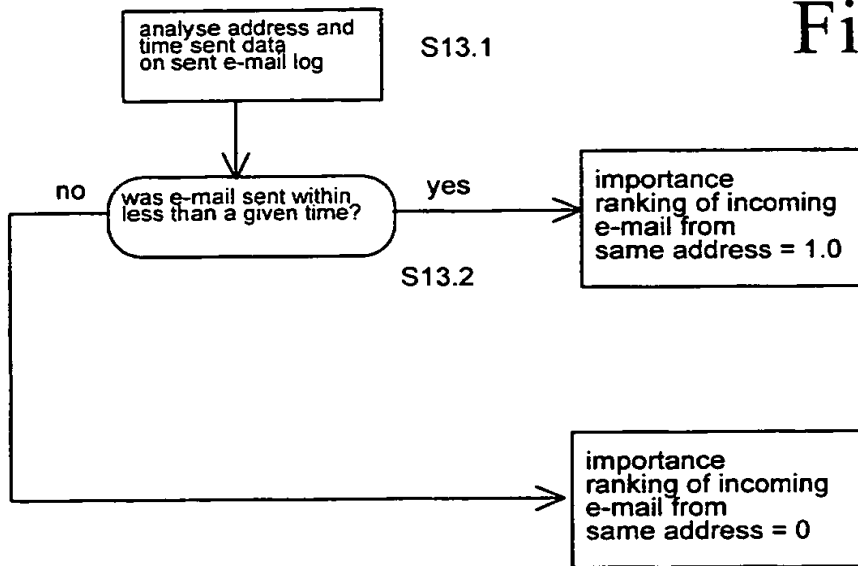 analyse address and
time sent data
on sent e-mail log
S13.1
Fi
no
was e-mail sent within
less than a given time?
yes
S13.2
importance
ranking of incoming
e-mail from
same address = 1.0
importance
ranking of incoming
e-mail from
same address = 0